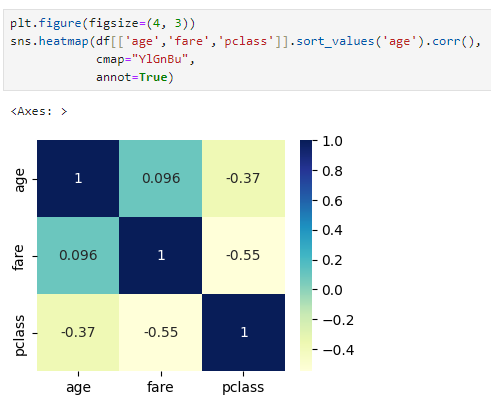 plt.figure(figsize=(4, 3))
sns.heatmap(df[['age','fare','pclass']].sort_values('age').corr(),
            cmap="YlGnBu",
            annot=True)
<Axes: >
age 1 0.096 -0.37
fare 0.096 1 -0.55
pclass -0.37 -0.55 1
age fare pclass
1.0
0.8
0.6
0.4
0.2
0.0
−0.2
−0.4